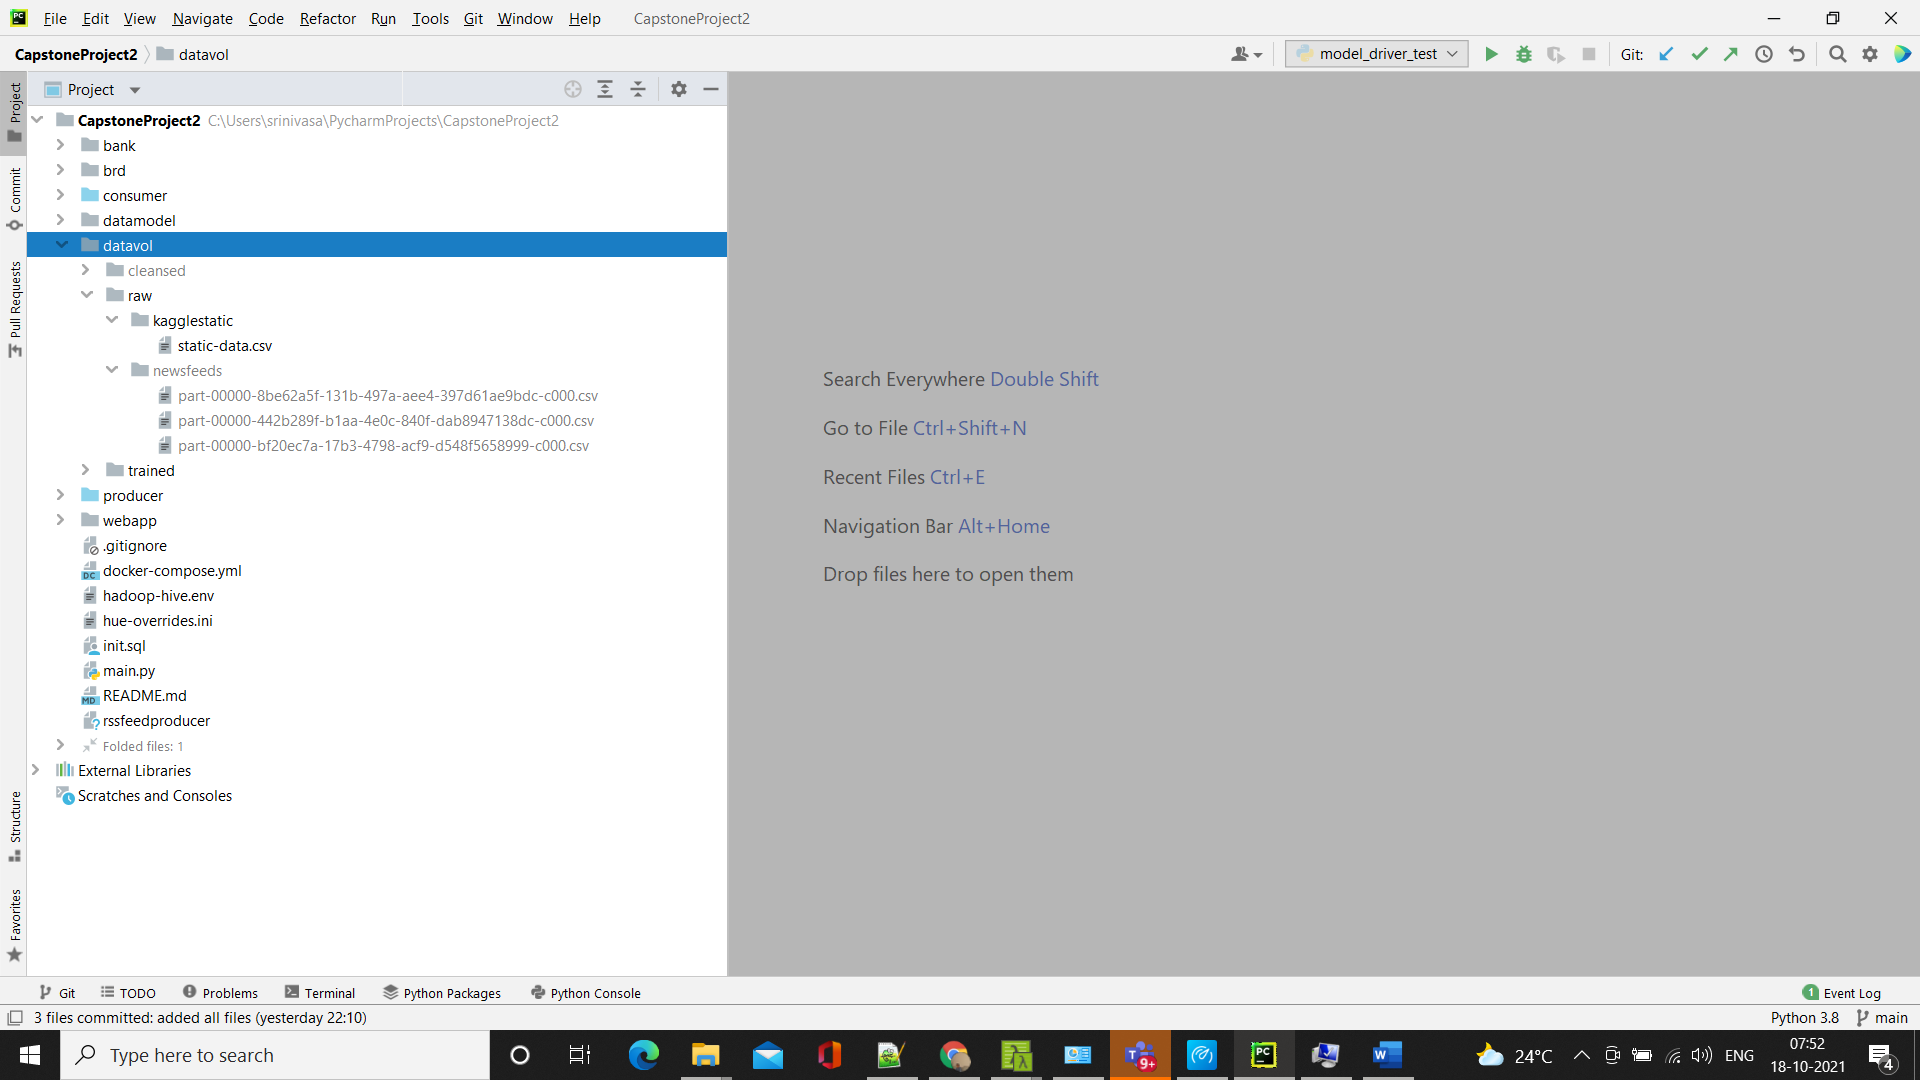 File Edit View Navigate Code Refactor Run Tools Git Window Help CapstoneProject2
CapstoneProject2 datavol model_driver_test Git:
Project
CapstoneProject2 C:\Users\srinivasa\PycharmProjects\CapstoneProject2
bank
brd
consumer
datamodel
datavol
cleansed
raw
kagglestatic
static-data.csv
newsfeeds
part-00000-8be62a5f-131b-497a-aee4-397d61ae9bdc-c000.csv
part-00000-442b289f-b1aa-4e0c-840f-dab8947138dc-c000.csv
part-00000-bf20ec7a-17b3-4798-acf9-d548f5658999-c000.csv
trained
producer
webapp
.gitignore
docker-compose.yml
hadoop-hive.env
hue-overrides.ini
init.sql
main.py
README.md
rssfeedproducer
Folded files: 1
External Libraries
Scratches and Consoles
Project
Commit
Pull Requests
Structure
Favorites
Search Everywhere Double Shift
Go to File Ctrl+Shift+N
Recent Files Ctrl+E
Navigation Bar Alt+Home
Drop files here to open them
Git TODO Problems Terminal Python Packages Python Console 1 Event Log
3 files committed: added all files (yesterday 22:10) Python 3.8 main
Type here to search 9+ 24°C ENG 07:52
18-10-2021 4